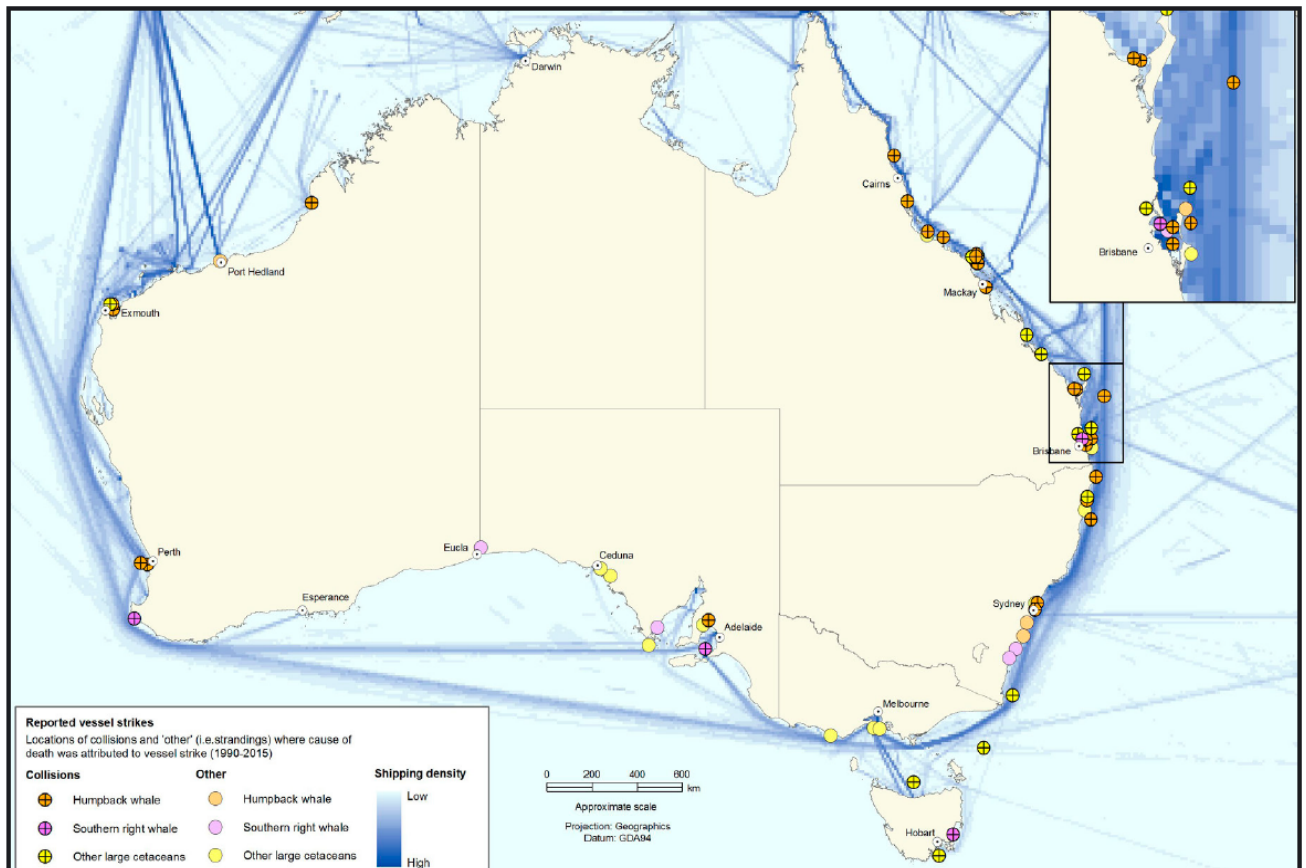 Darwin
Cairns
Port Hedland
Exmouth
Mackay
Brisbane
Brisbane
Perth
Eucla
Ceduna
Esperance
Sydney
Adelaide
Melbourne
Hobart
Reported vessel strikes
Locations of collisions and 'other' (i.e.strandings) where cause of
death was attributed to vessel strike (1990-2015)
Collisions
Humpback whale
Southern right whale
Other large cetaceans
Other
Humpback whale
Southern right whale
Other large cetaceans
Shipping density
Low
High
0 200 400 600
km
Approximate scale
Projection: Geographics
Datum: GDA94